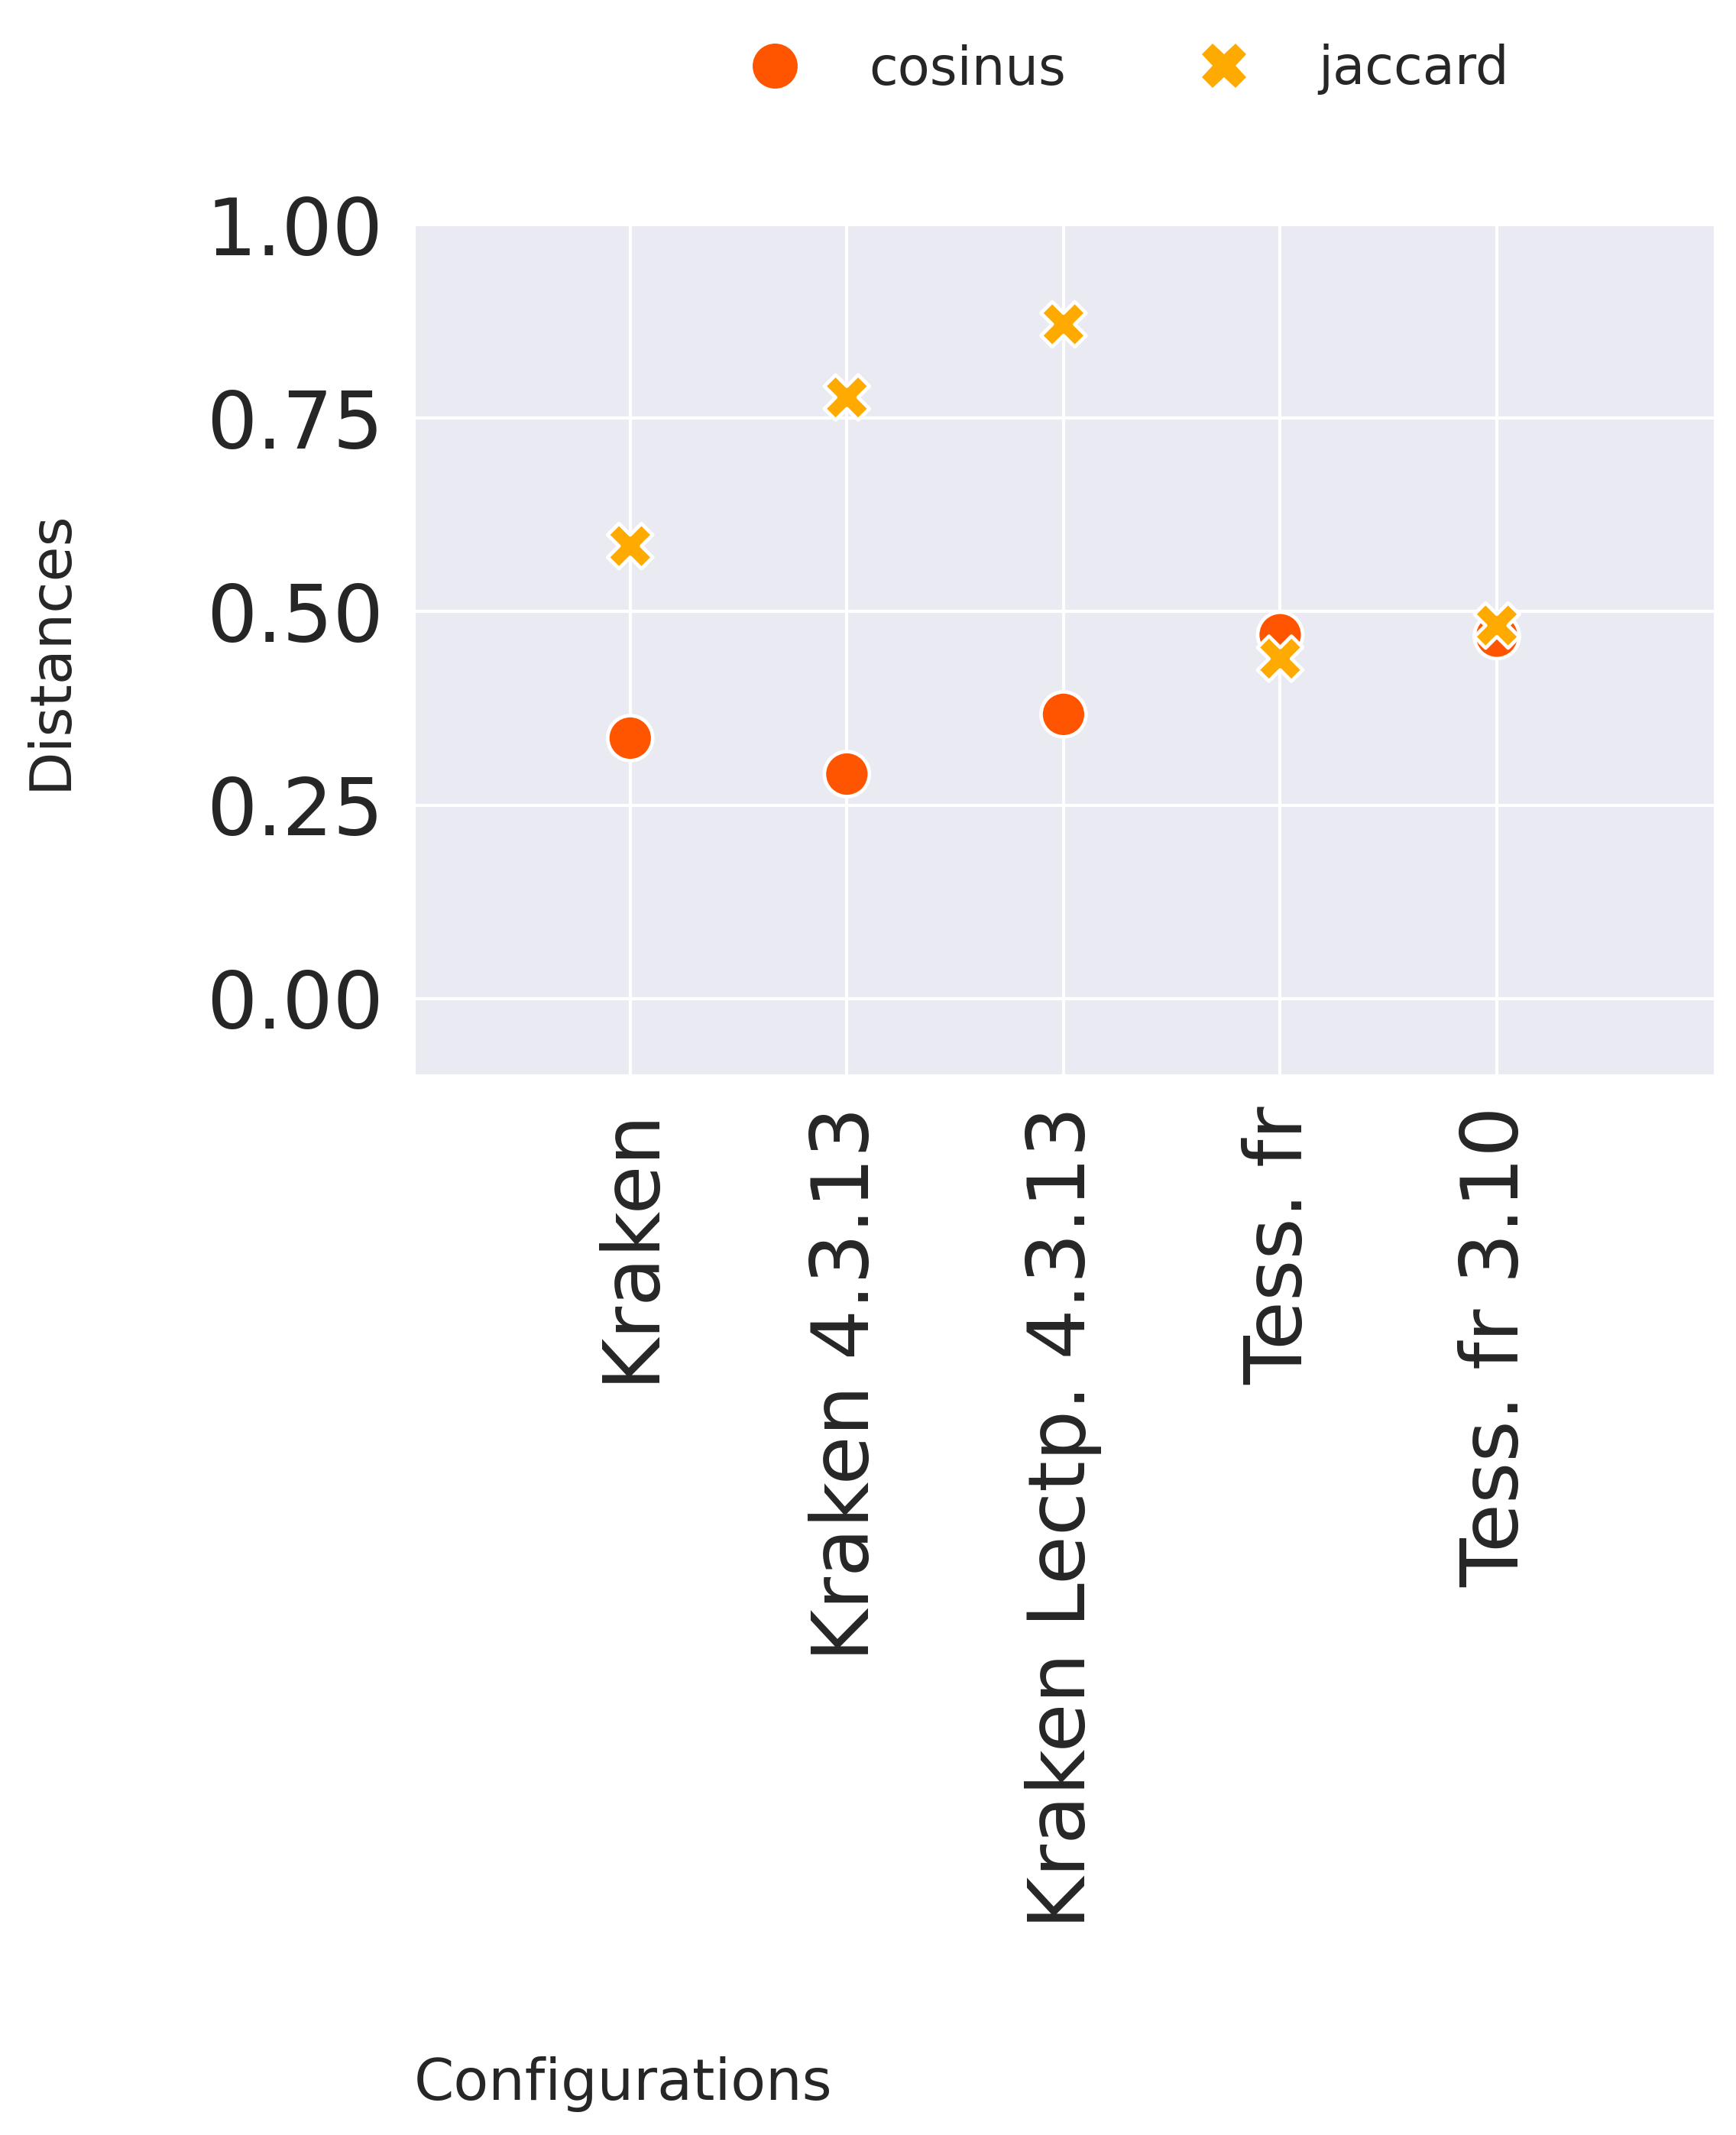 cosinus jaccard
1.00
0.75
0.50
0.25
0.00
Distances
Kraken
Kraken 4.3.13
Kraken Lectp. 4.3.13
Tess. fr
Tess. fr 3.10
Configurations